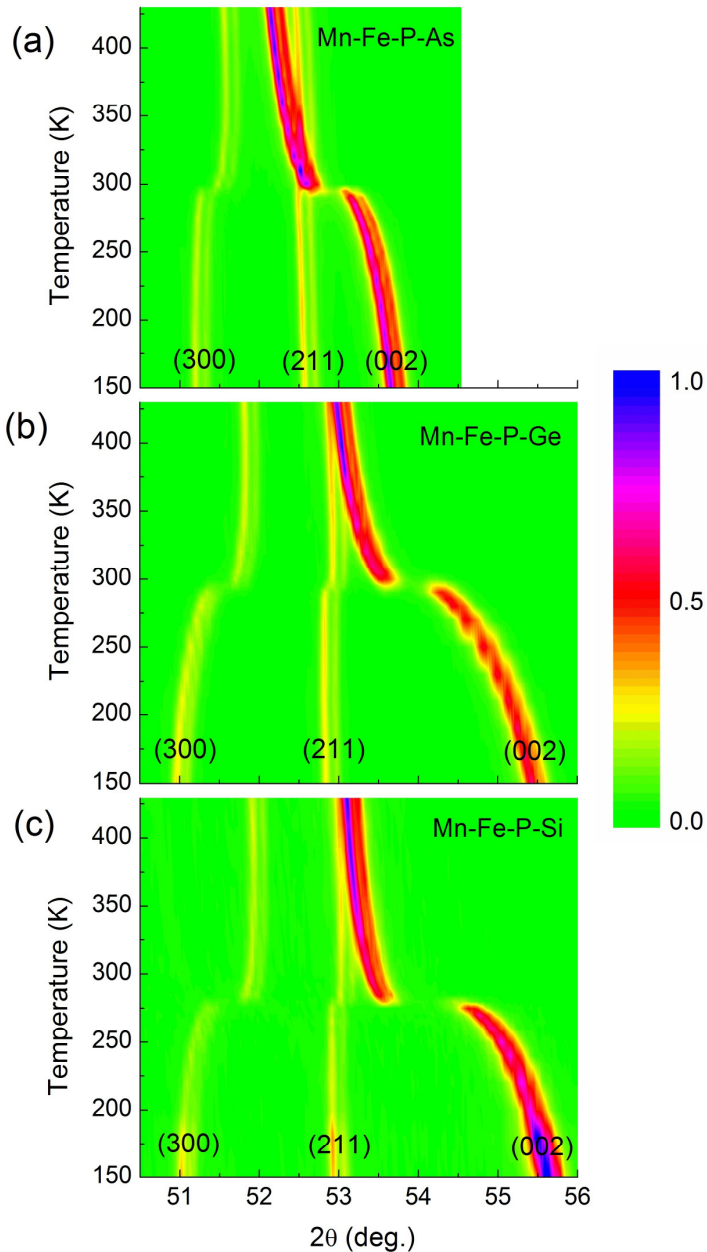 (a)
Mn-Fe-P-As
Temperature (K)
400
350
300
250
200
150
(300)
(211)
(002)
(b)
Mn-Fe-P-Ge
Temperature (K)
400
350
300
250
200
150
(300)
(211)
(002)
1.0
0.5
0.0
(c)
Mn-Fe-P-Si
Temperature (K)
400
350
300
250
200
150
(300)
(211)
(002)
51 52 53 54 55 56
2θ (deg.)